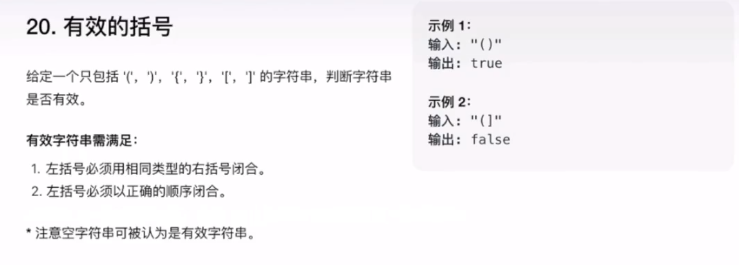 20. 有效的括号
给定一个只包括 '('，')'，'{'，'}'，'['，']' 的字符串，判断字符串
是否有效。
有效字符串需满足：
1. 左括号必须用相同类型的右括号闭合。
2. 左括号必须以正确的顺序闭合。
* 注意空字符串可被认为是有效字符串。
示例 1：
输入: "()"
输出: true
示例 2：
输入: "(]"
输出: false